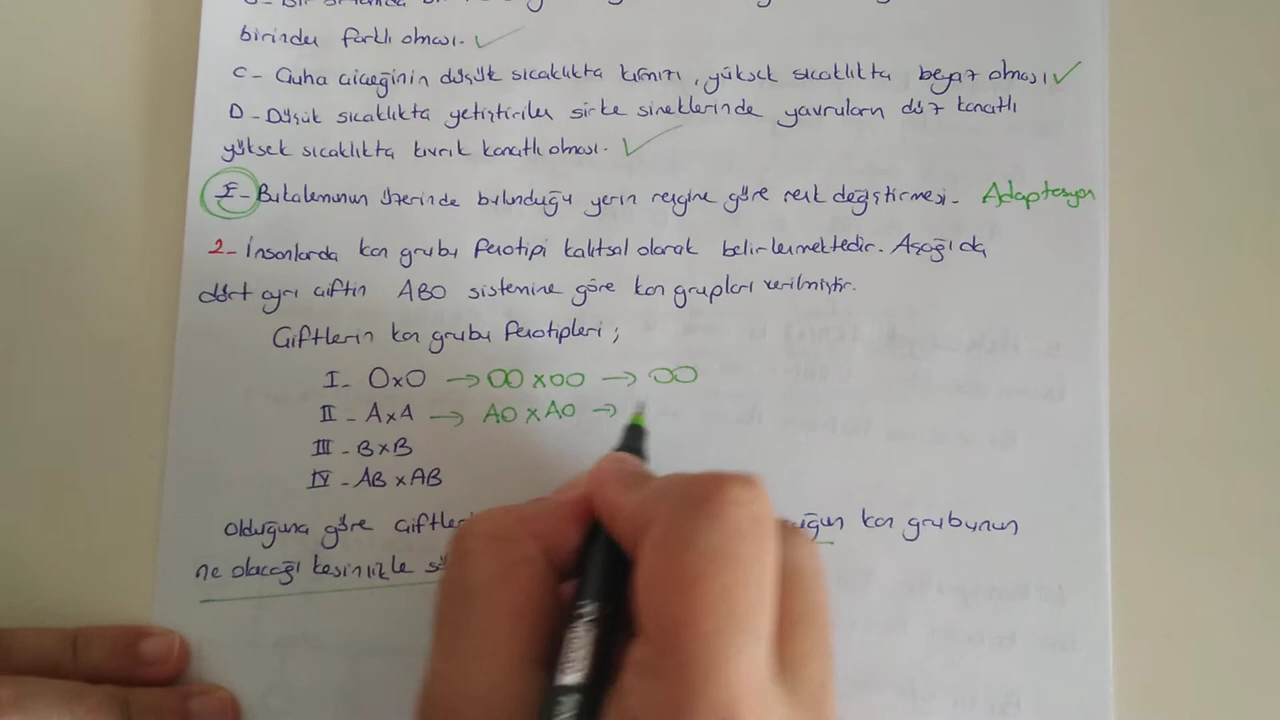 birinden farklı olması. ✓
C- Çuha çiçeğinin düşük sıcaklıkta kırmızı, yüksek sıcaklıkta beyaz olması ✓
D- Düşük sıcaklıkta yetiştirilen sirke sineklerinde yavruların düz kanatlı
yüksek sıcaklıkta kıvrık kanatlı olması. ✓
E- Bukalemunun üzerinde bulunduğu yerin rengine göre renk değiştirmesi. Adaptasyon
2- İnsanlarda kan grubu fenotipi kalıtsal olarak belirlenmektedir. Aşağıda
dört ayrı çiftin ABO sistemine göre kan grupları verilmiştir.
Çiftlerin kan grubu fenotipleri;
I- OxO → OO x OO → OO
II- AxA → AO x AO →
III- BxB
IV- AB x AB
olduğuna göre kan grubunun
ne olacağı kesinlikle